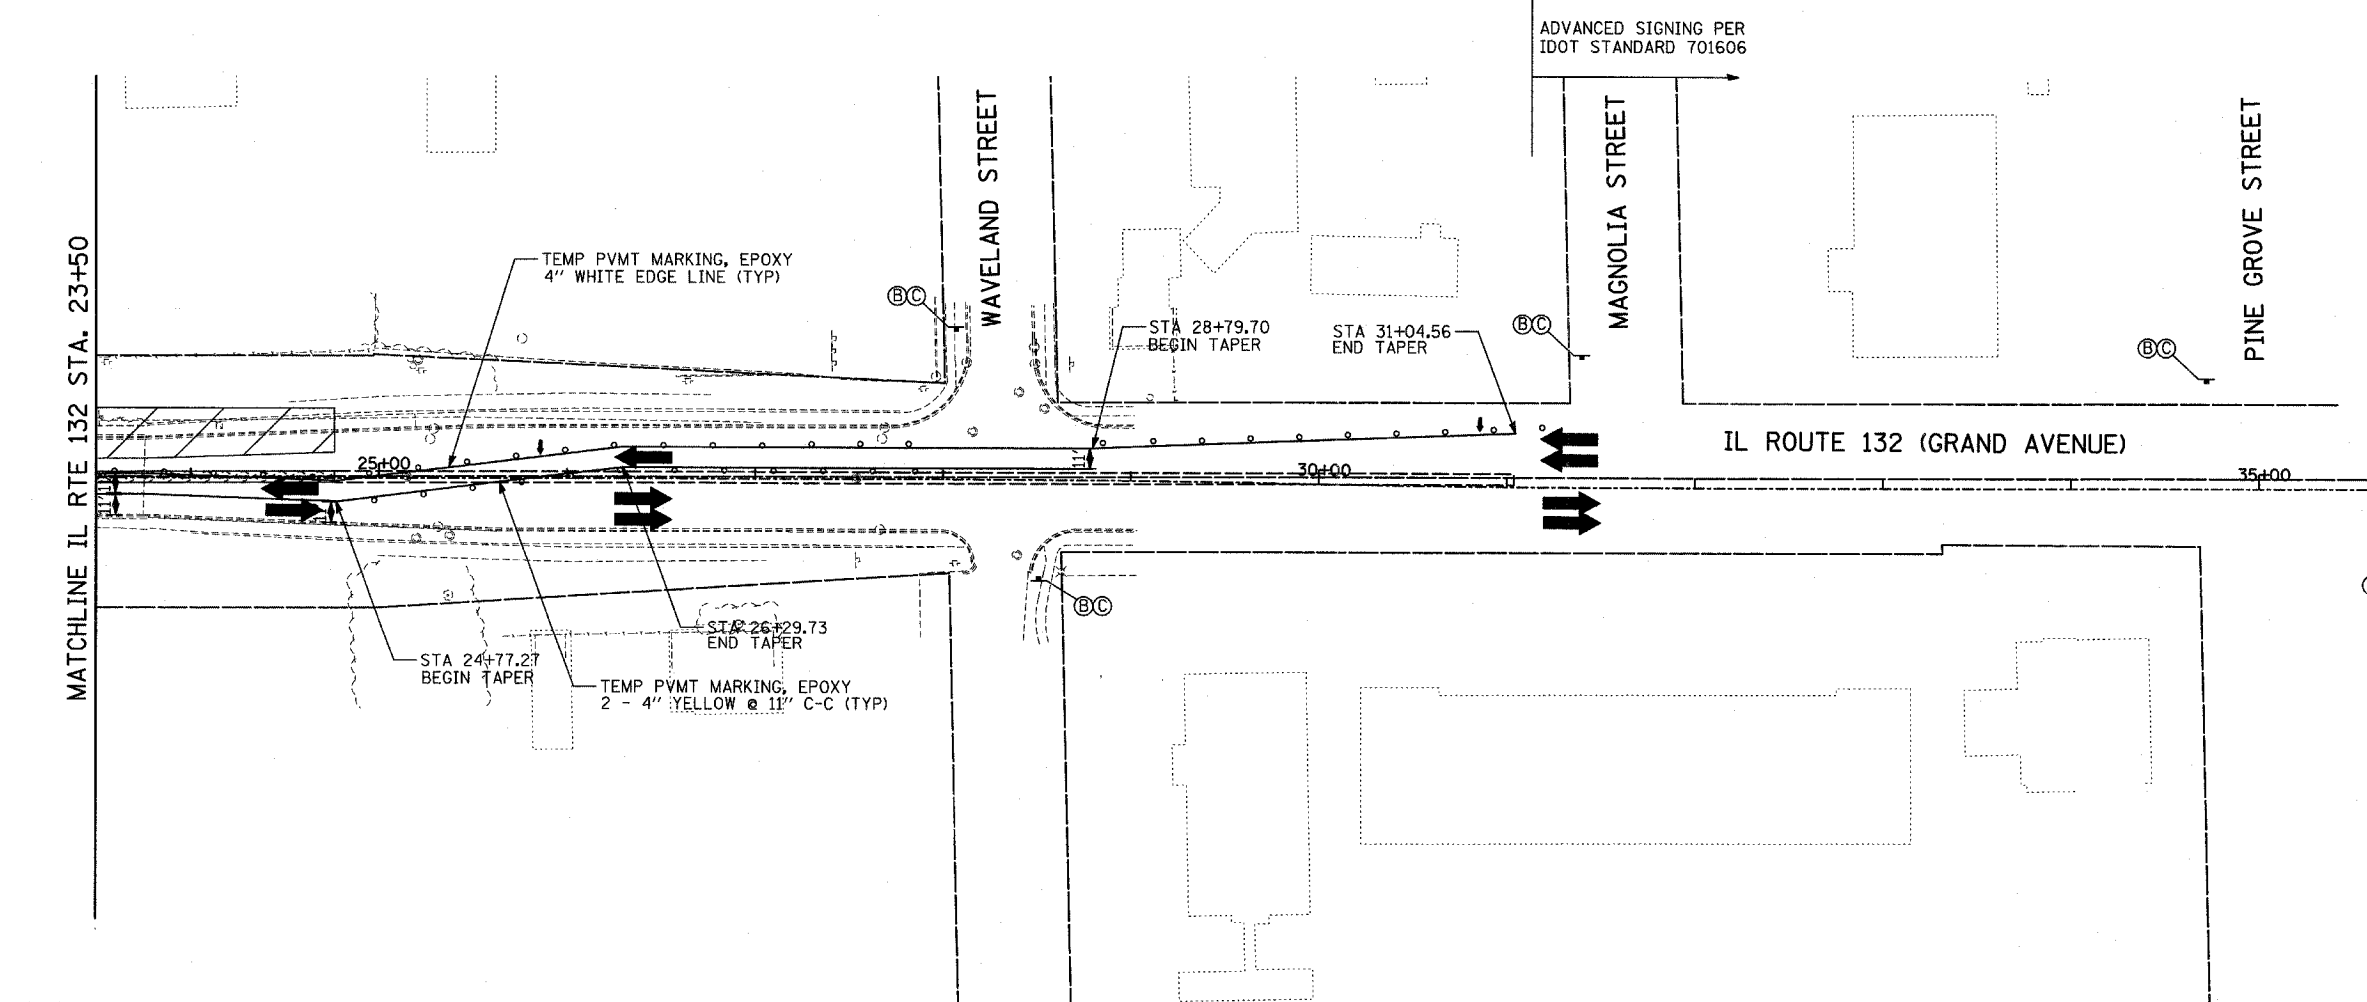 ADVANCED SIGNING PER
IDOT STANDARD 701606
MATCHLINE IL RTE 132 STA. 23+50
TEMP PVMT MARKING, EPOXY
4" WHITE EDGE LINE (TYP)
BC
WAVELAND STREET
STA 28+79.70
BEGIN TAPER
STA 31+04.56
END TAPER
BC
MAGNOLIA STREET
BC
PINE GROVE STREET
IL ROUTE 132 (GRAND AVENUE)
25+00
30+00
35+00
11'
11'
BC
STA 26+29.73
END TAPER
STA 24+77.27
BEGIN TAPER
TEMP PVMT MARKING, EPOXY
2 - 4" YELLOW @ 11" C-C (TYP)